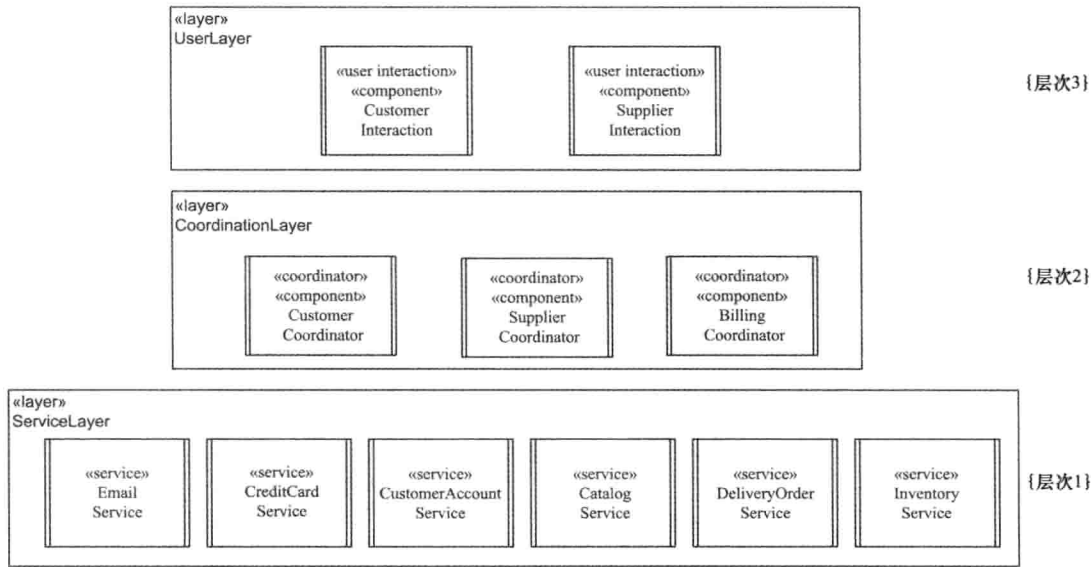 «layer»
UserLayer
«user interaction»
«component»
Customer
Interaction
«user interaction»
«component»
Supplier
Interaction
{层次3}
«layer»
CoordinationLayer
«coordinator»
«component»
Customer
Coordinator
«coordinator»
«component»
Supplier
Coordinator
«coordinator»
«component»
Billing
Coordinator
{层次2}
«layer»
ServiceLayer
«service»
Email
Service
«service»
CreditCard
Service
«service»
CustomerAccount
Service
«service»
Catalog
Service
«service»
DeliveryOrder
Service
«service»
Inventory
Service
{层次1}